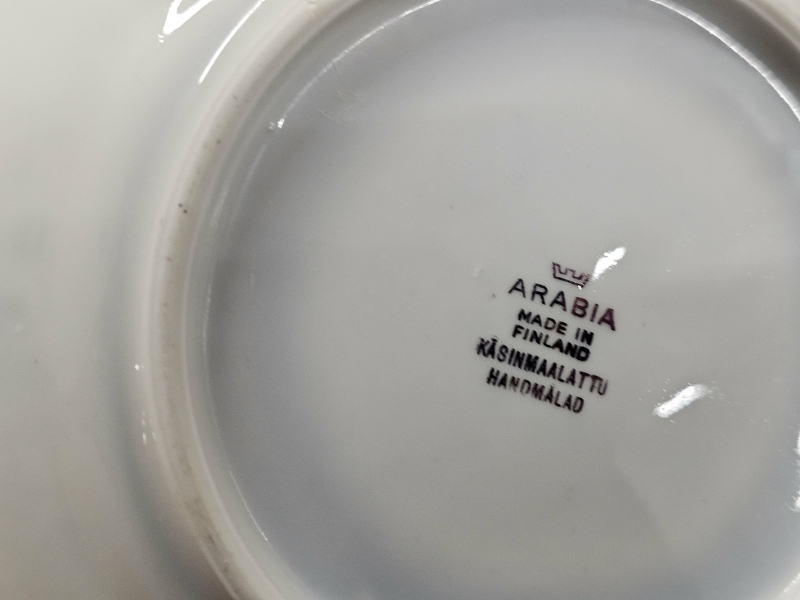 ARABIA
MADE IN
FINLAND
KÄSINMAALATTU
HANDMÅLAD